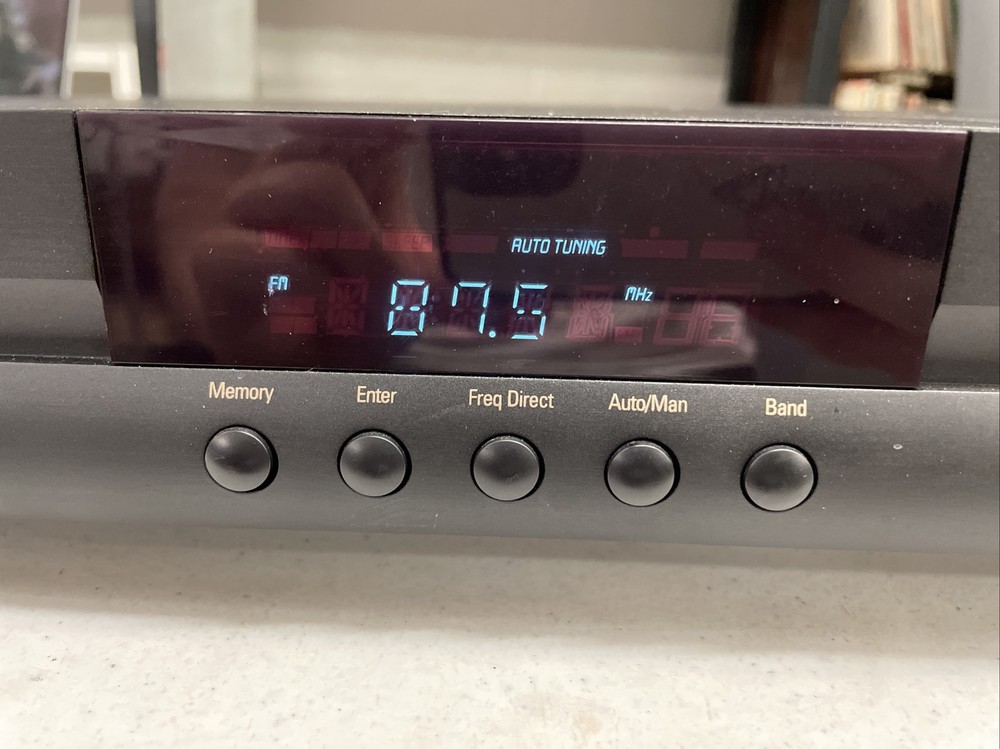 AUTO TUNING
FM 87.5 MHz
Memory Enter Freq Direct Auto/Man Band